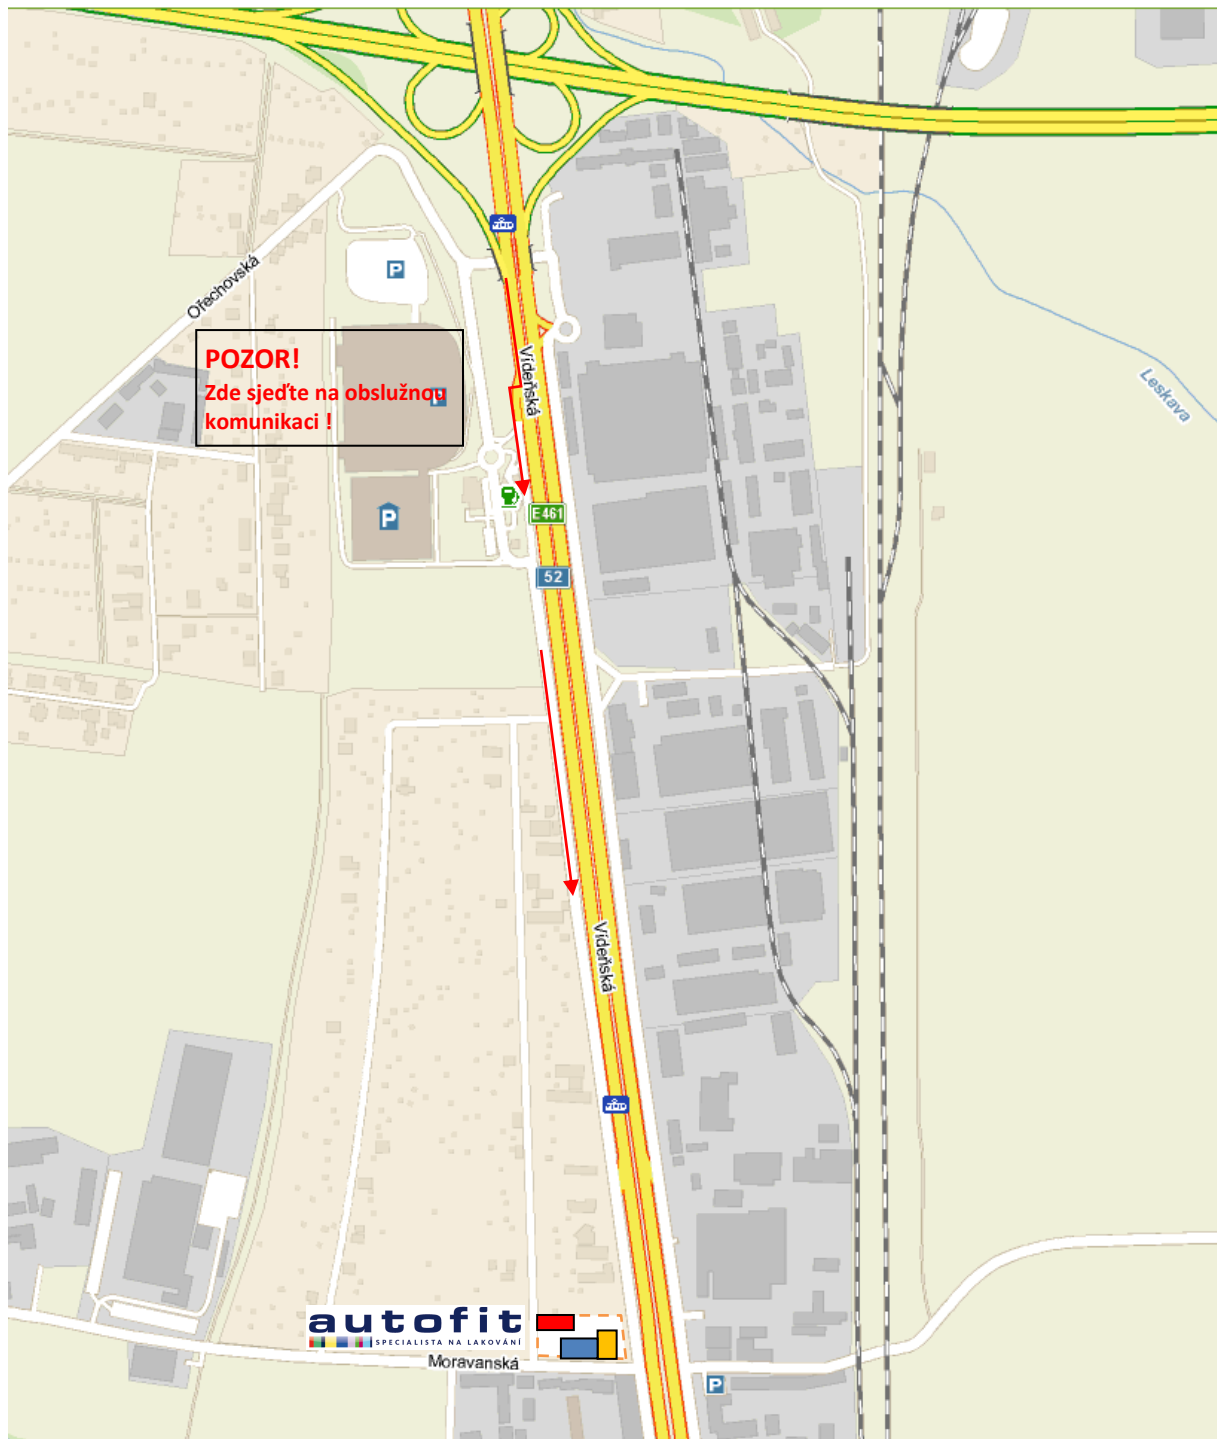 P
Ořechovská
POZOR!
Zde sjeďte na obslužnou
komunikaci !
P
Vídeňská
Leskava
P
E461
52
Vídeňská
autofit
SPECIALISTA NA LAKOVÁNÍ
Moravanská
P